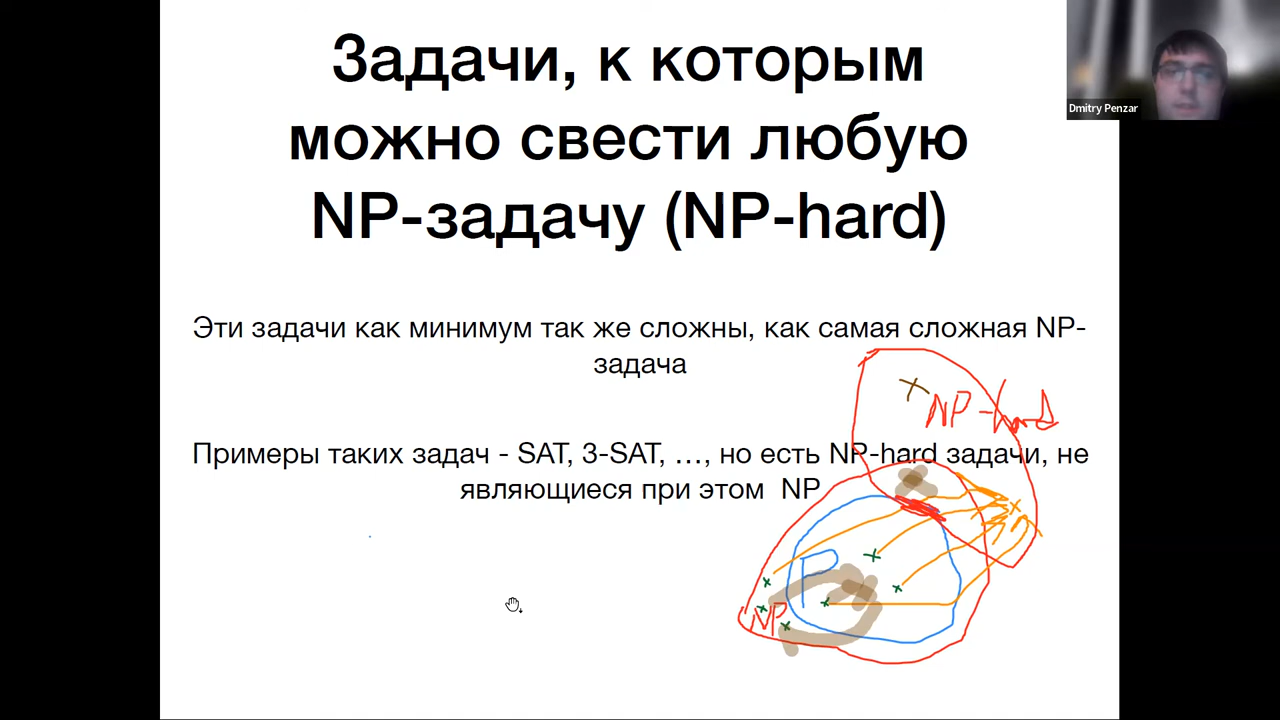 Задачи, к которым
можно свести любую
NP-задачу (NP-hard)
Dmitry Penzar
Эти задачи как минимум так же сложны, как самая сложная NP-
задача
NP-hard
Примеры таких задач - SAT, 3-SAT, …, но есть NP-hard задачи, не
являющиеся при этом NP
P
NP